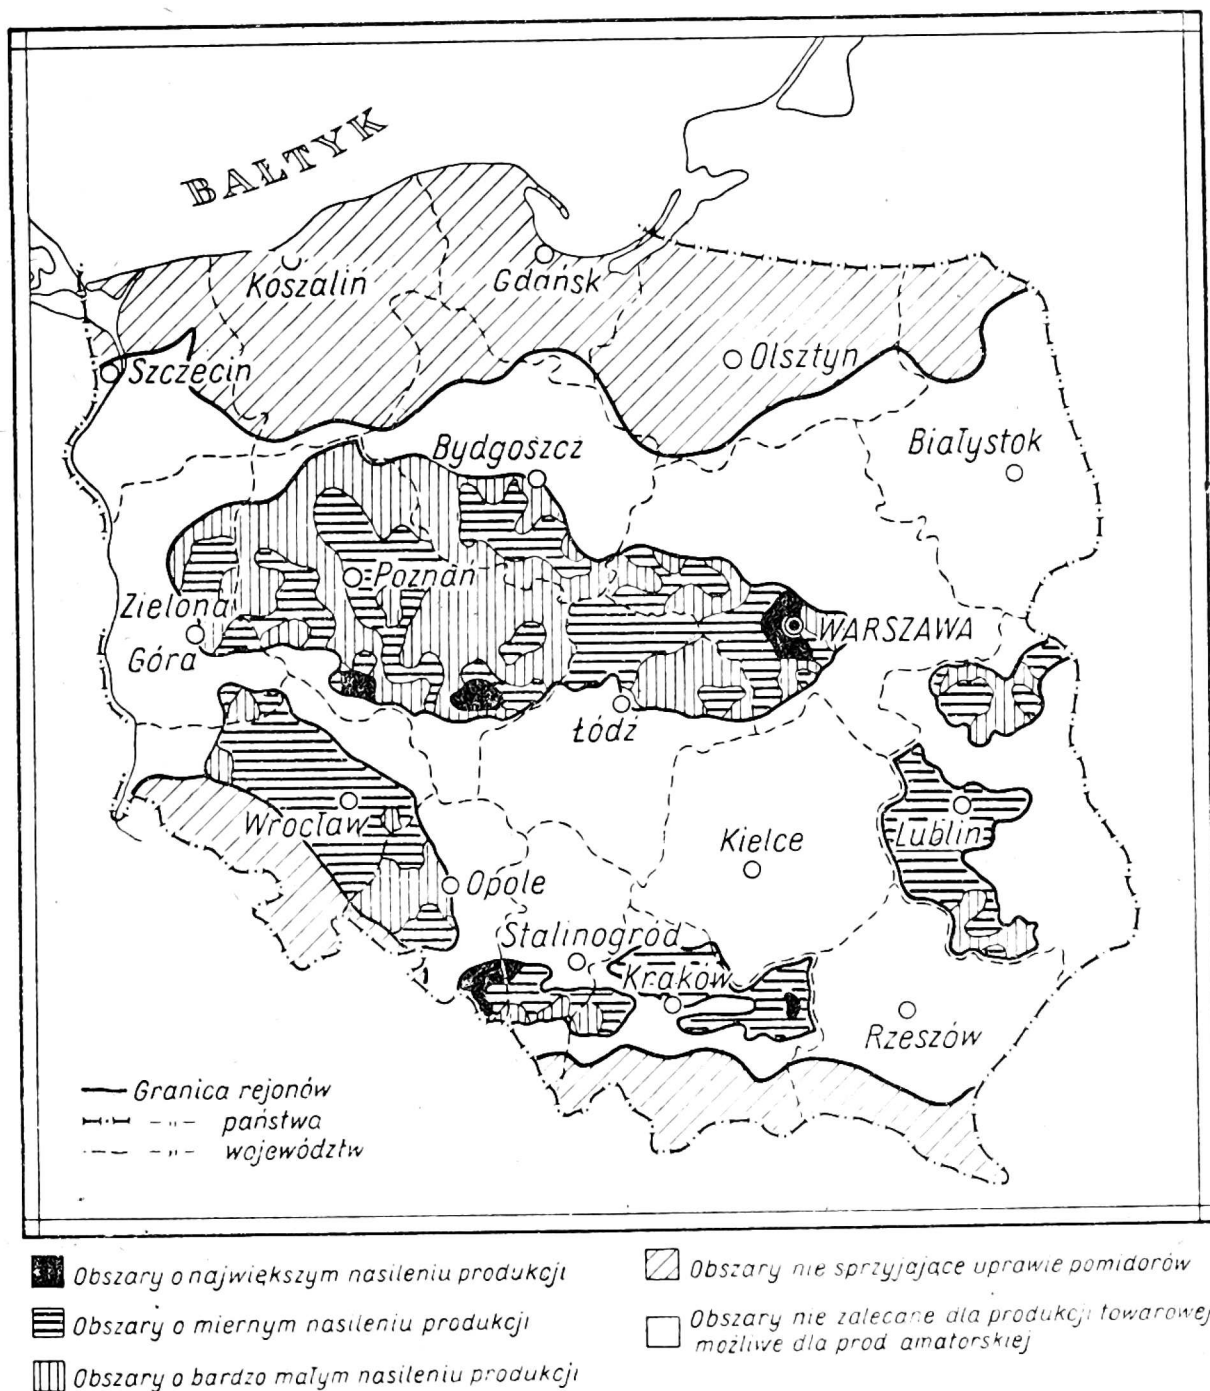 BAŁTYK
Koszalin
Gdańsk
Szczecin
Olsztyn
Białystok
Bydgoszcz
Poznań
Zielona
Góra
WARSZAWA
Łódź
Wrocław
Opole
Kielce
Lublin
Stalinogród
Kraków
Rzeszów
Granica rejonów
–„– państwa
–„– województw
Obszary o największym nasileniu produkcji
Obszary o miernym nasileniu produkcji
Obszary o bardzo małym nasileniu produkcji
Obszary nie sprzyjające uprawie pomidorów
Obszary nie zalecane dla produkcji towarowej
możliwe dla prod amatorskiej